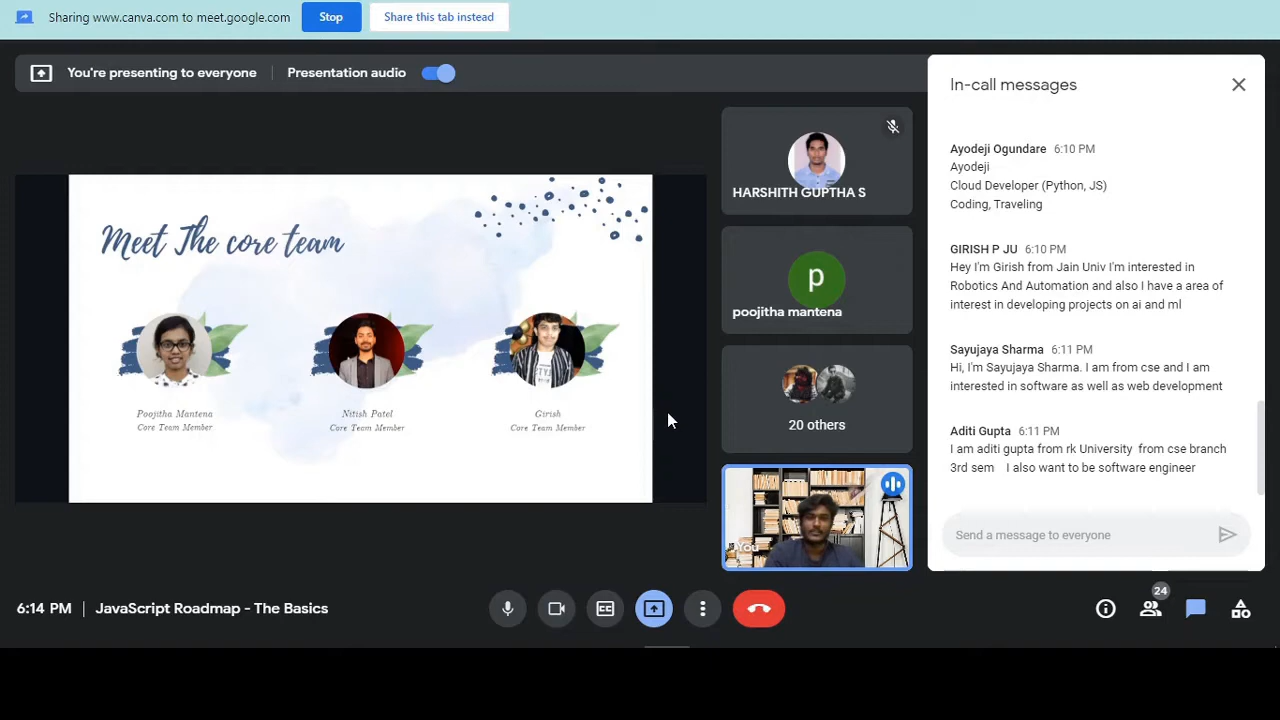 Sharing www.canva.com to meet.google.com
Stop
Share this tab instead
You're presenting to everyone
Presentation audio
Meet The core team
Poojitha Mantena
Core Team Member
Nitish Patel
Core Team Member
Girish
Core Team Member
HARSHITH GUPTHA S
p
poojitha mantena
20 others
You
In-call messages
Ayodeji Ogundare 6:10 PM
Ayodeji
Cloud Developer (Python, JS)
Coding, Traveling
GIRISH P JU 6:10 PM
Hey I'm Girish from Jain Univ I'm interested in
Robotics And Automation and also I have a area of
interest in developing projects on ai and ml
Sayujaya Sharma 6:11 PM
Hi, I'm Sayujaya Sharma. I am from cse and I am
interested in software as well as web development
Aditi Gupta 6:11 PM
I am aditi gupta from rk University from cse branch
3rd sem I also want to be software engineer
Send a message to everyone
6:14 PM JavaScript Roadmap - The Basics
CC
24